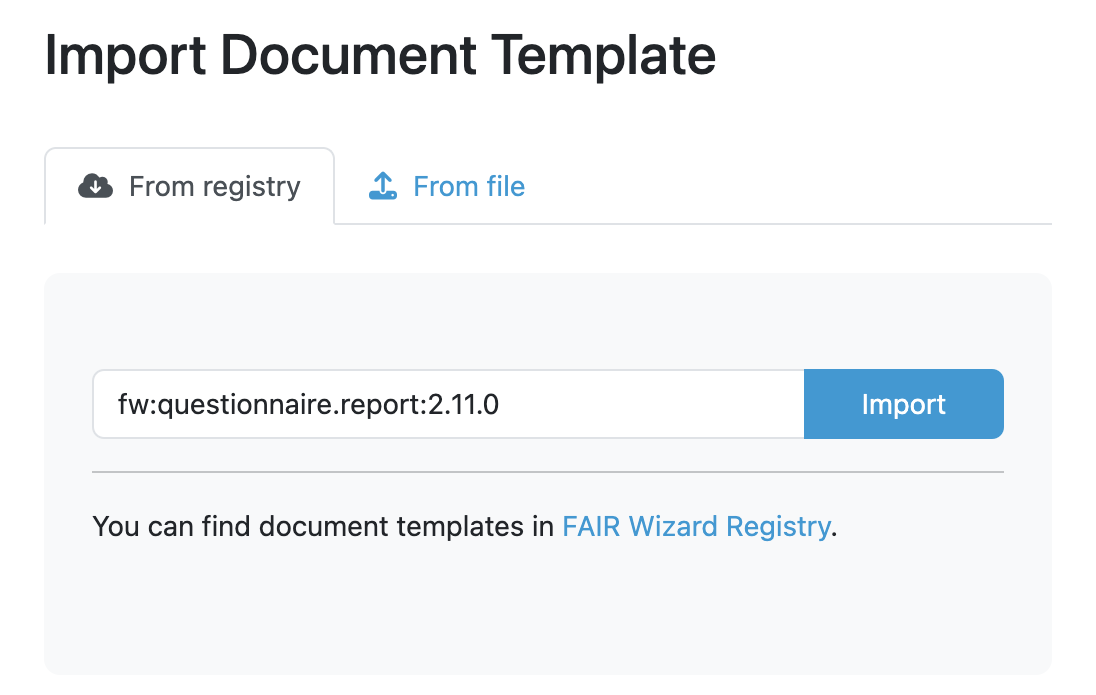 Import Document Template
From registry
From file
fw:questionnaire.report:2.11.0
Import
You can find document templates in FAIR Wizard Registry.